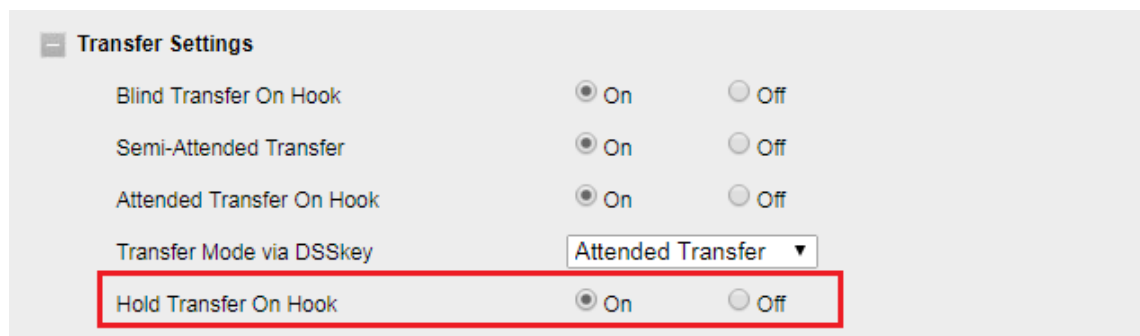 Transfer Settings
Blind Transfer On Hook On Off
Semi-Attended Transfer On Off
Attended Transfer On Hook On Off
Transfer Mode via DSSkey Attended Transfer
Hold Transfer On Hook On Off